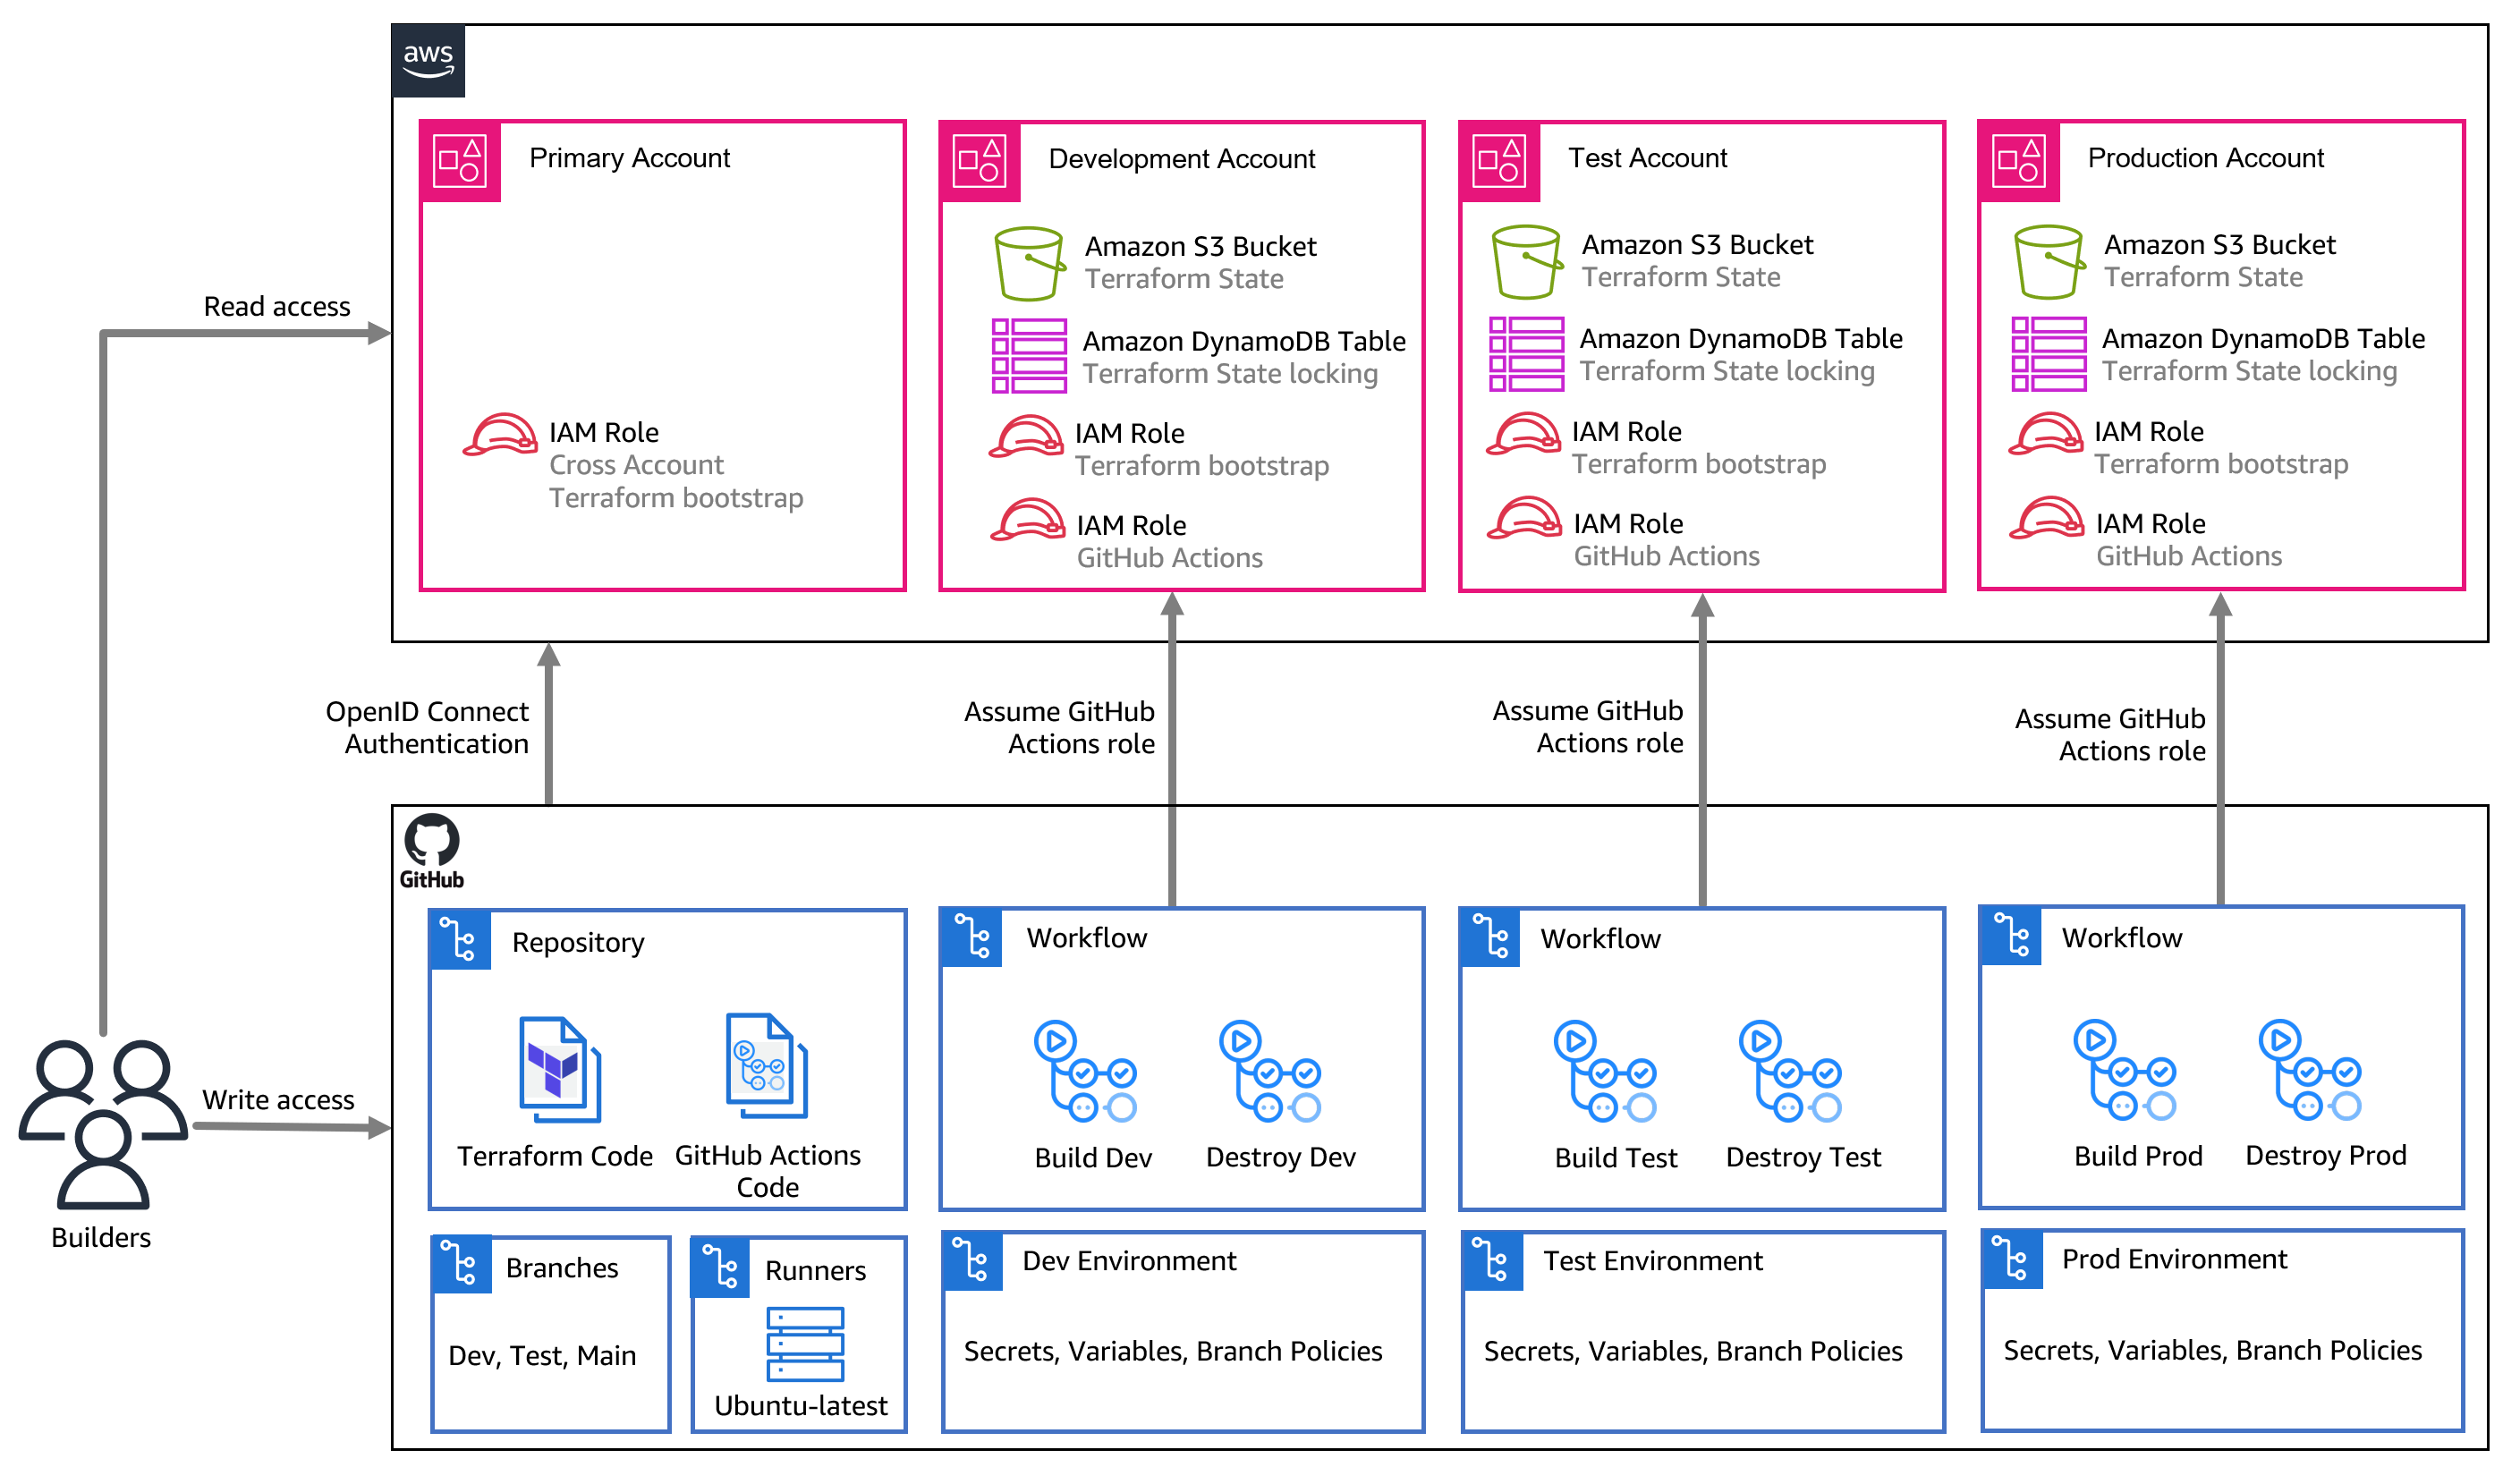 aws
Primary Account
IAM Role
Cross Account
Terraform bootstrap
Development Account
Amazon S3 Bucket
Terraform State
Amazon DynamoDB Table
Terraform State locking
IAM Role
Terraform bootstrap
IAM Role
GitHub Actions
Test Account
Amazon S3 Bucket
Terraform State
Amazon DynamoDB Table
Terraform State locking
IAM Role
Terraform bootstrap
IAM Role
GitHub Actions
Production Account
Amazon S3 Bucket
Terraform State
Amazon DynamoDB Table
Terraform State locking
IAM Role
Terraform bootstrap
IAM Role
GitHub Actions
Read access
OpenID Connect
Authentication
Assume GitHub
Actions role
Assume GitHub
Actions role
Assume GitHub
Actions role
Write access
Builders
GitHub
Repository
Terraform Code
GitHub Actions
Code
Workflow
Build Dev
Destroy Dev
Workflow
Build Test
Destroy Test
Workflow
Build Prod
Destroy Prod
Branches
Dev, Test, Main
Runners
Ubuntu-latest
Dev Environment
Secrets, Variables, Branch Policies
Test Environment
Secrets, Variables, Branch Policies
Prod Environment
Secrets, Variables, Branch Policies